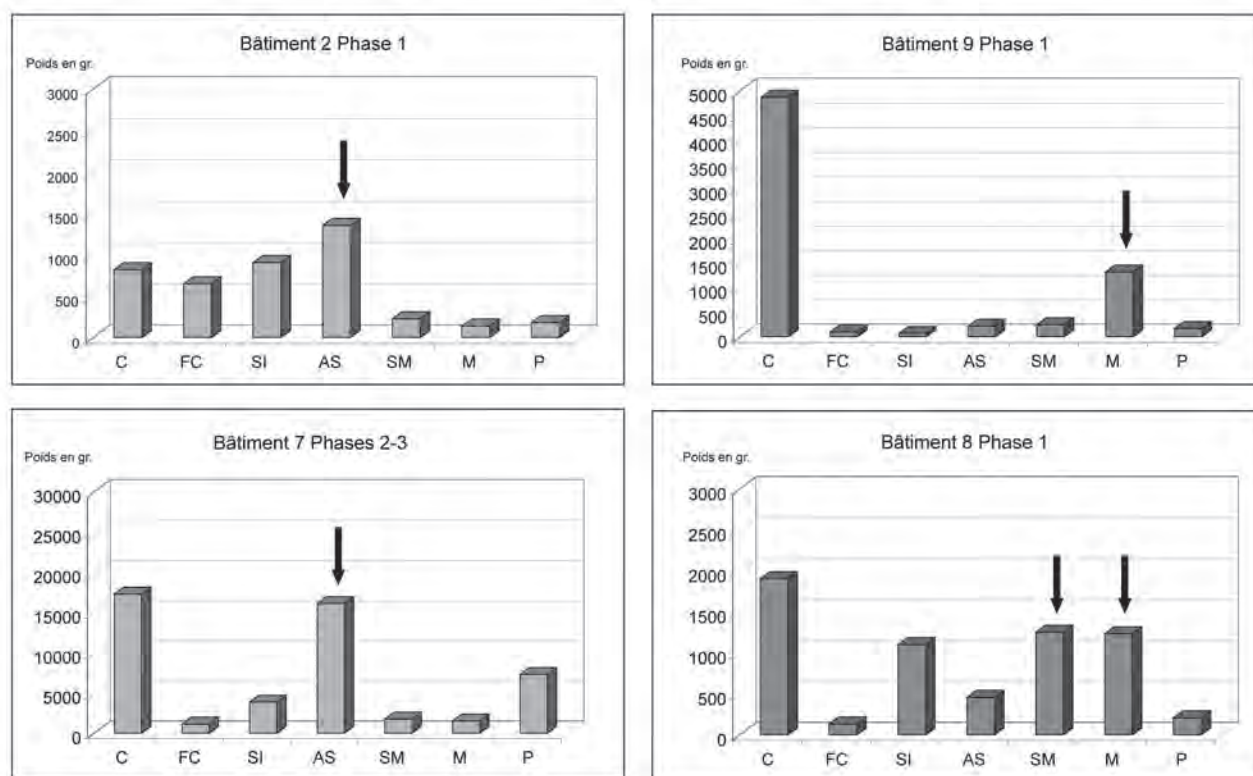 Bâtiment 2 Phase 1
Poids en gr.
3000
2500
2000
1500
1000
500
0
C FC SI AS SM M P
Bâtiment 9 Phase 1
Poids en gr.
5000
4500
4000
3500
3000
2500
2000
1500
1000
500
0
C FC SI AS SM M P
Bâtiment 7 Phases 2-3
Poids en gr.
30000
25000
20000
15000
10000
5000
0
C FC SI AS SM M P
Bâtiment 8 Phase 1
Poids en gr.
3000
2500
2000
1500
1000
500
0
C FC SI AS SM M P